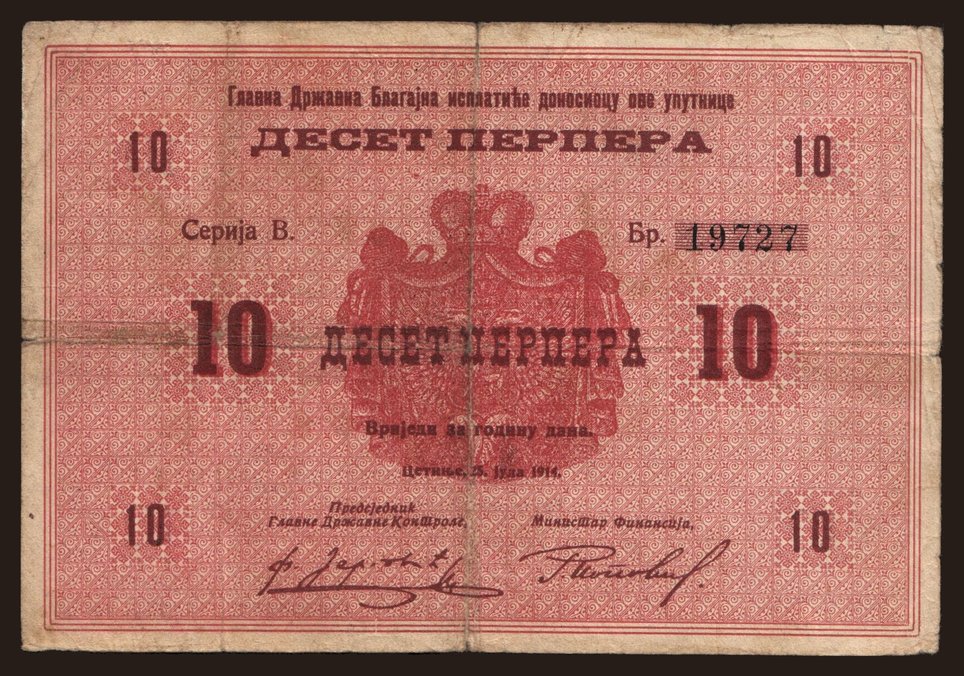 Главна Државна Благајна исплатиће доносиоцу ове упутнице
10 ДЕСЕТ ПЕРПЕРА 10
Серија В. Бр. 19727
10 ДЕСЕТ ПЕРПЕРА 10
Вриједи за годину дана.
Цетиње, 25. јула 1914.
Предсједник
Главне Државне Контроле, Министар Финансија,
10 10